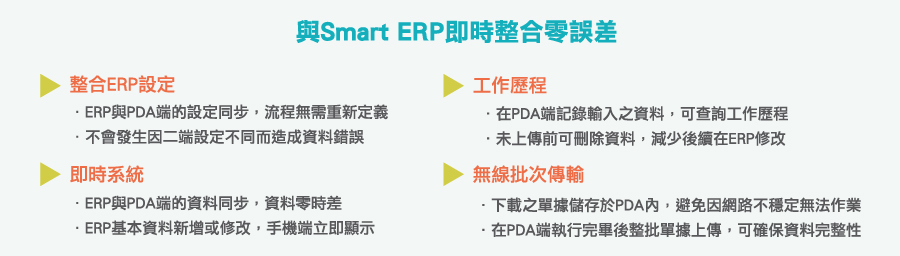 與Smart ERP即時整合零誤差
整合ERP設定
·ERP與PDA端的設定同步，流程無需重新定義
·不會發生因二端設定不同而造成資料錯誤
即時系統
·ERP與PDA端的資料同步，資料零時差
·ERP基本資料新增或修改，手機端立即顯示
工作歷程
·在PDA端記錄輸入之資料，可查詢工作歷程
·未上傳前可刪除資料，減少後續在ERP修改
無線批次傳輸
·下載之單據儲存於PDA內，避免因網路不穩定無法作業
·在PDA端執行完畢後整批單據上傳，可確保資料完整性